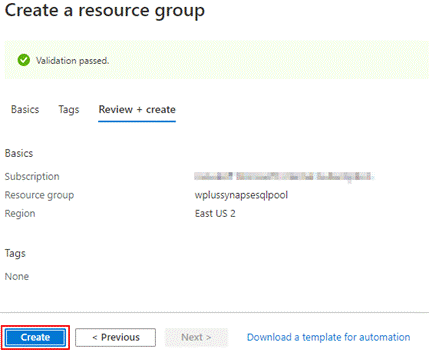 Create a resource group
Validation passed.
Basics Tags Review + create
Basics
Subscription
Resource group wplussynapsesqlpool
Region East US 2
Tags
None
Create < Previous Next > Download a template for automation